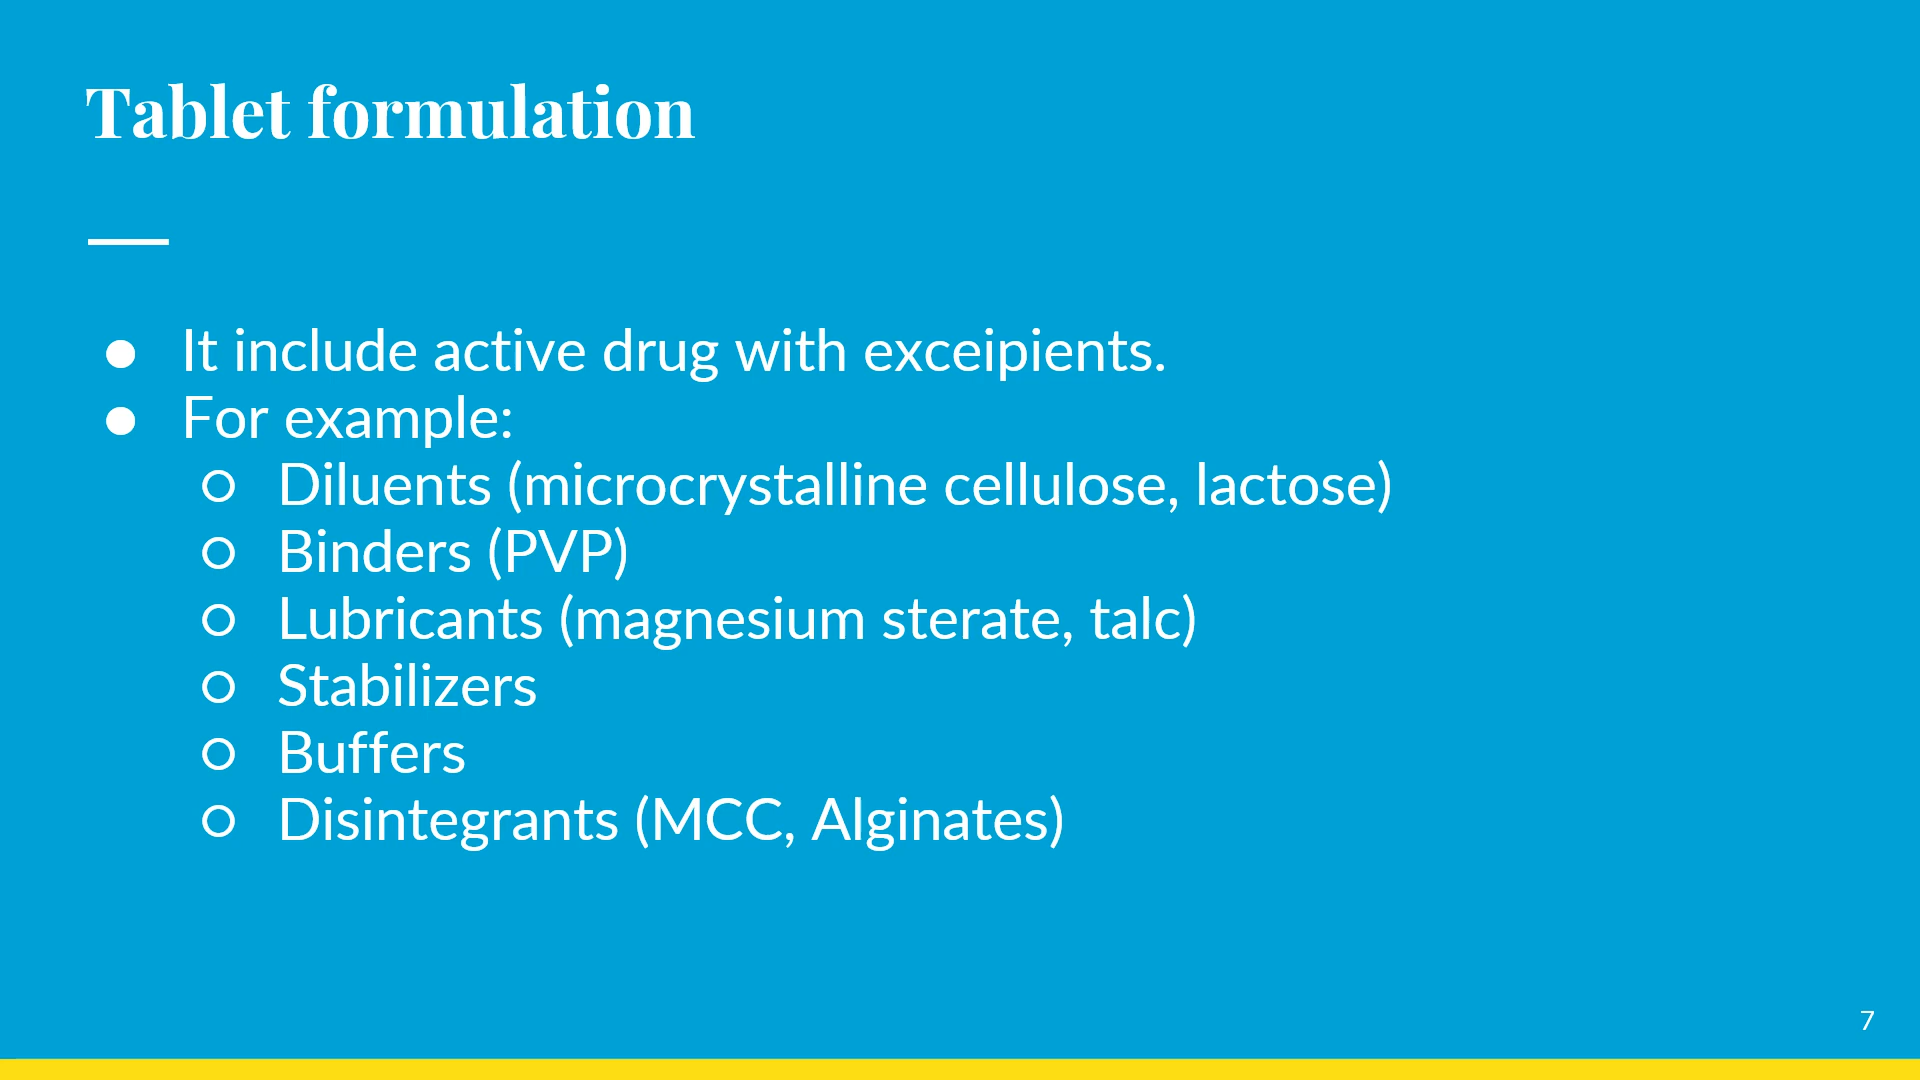 Tablet formulation
● It include active drug with exceipients.
● For example:
○ Diluents (microcrystalline cellulose, lactose)
○ Binders (PVP)
○ Lubricants (magnesium sterate, talc)
○ Stabilizers
○ Buffers
○ Disintegrants (MCC, Alginates)
7